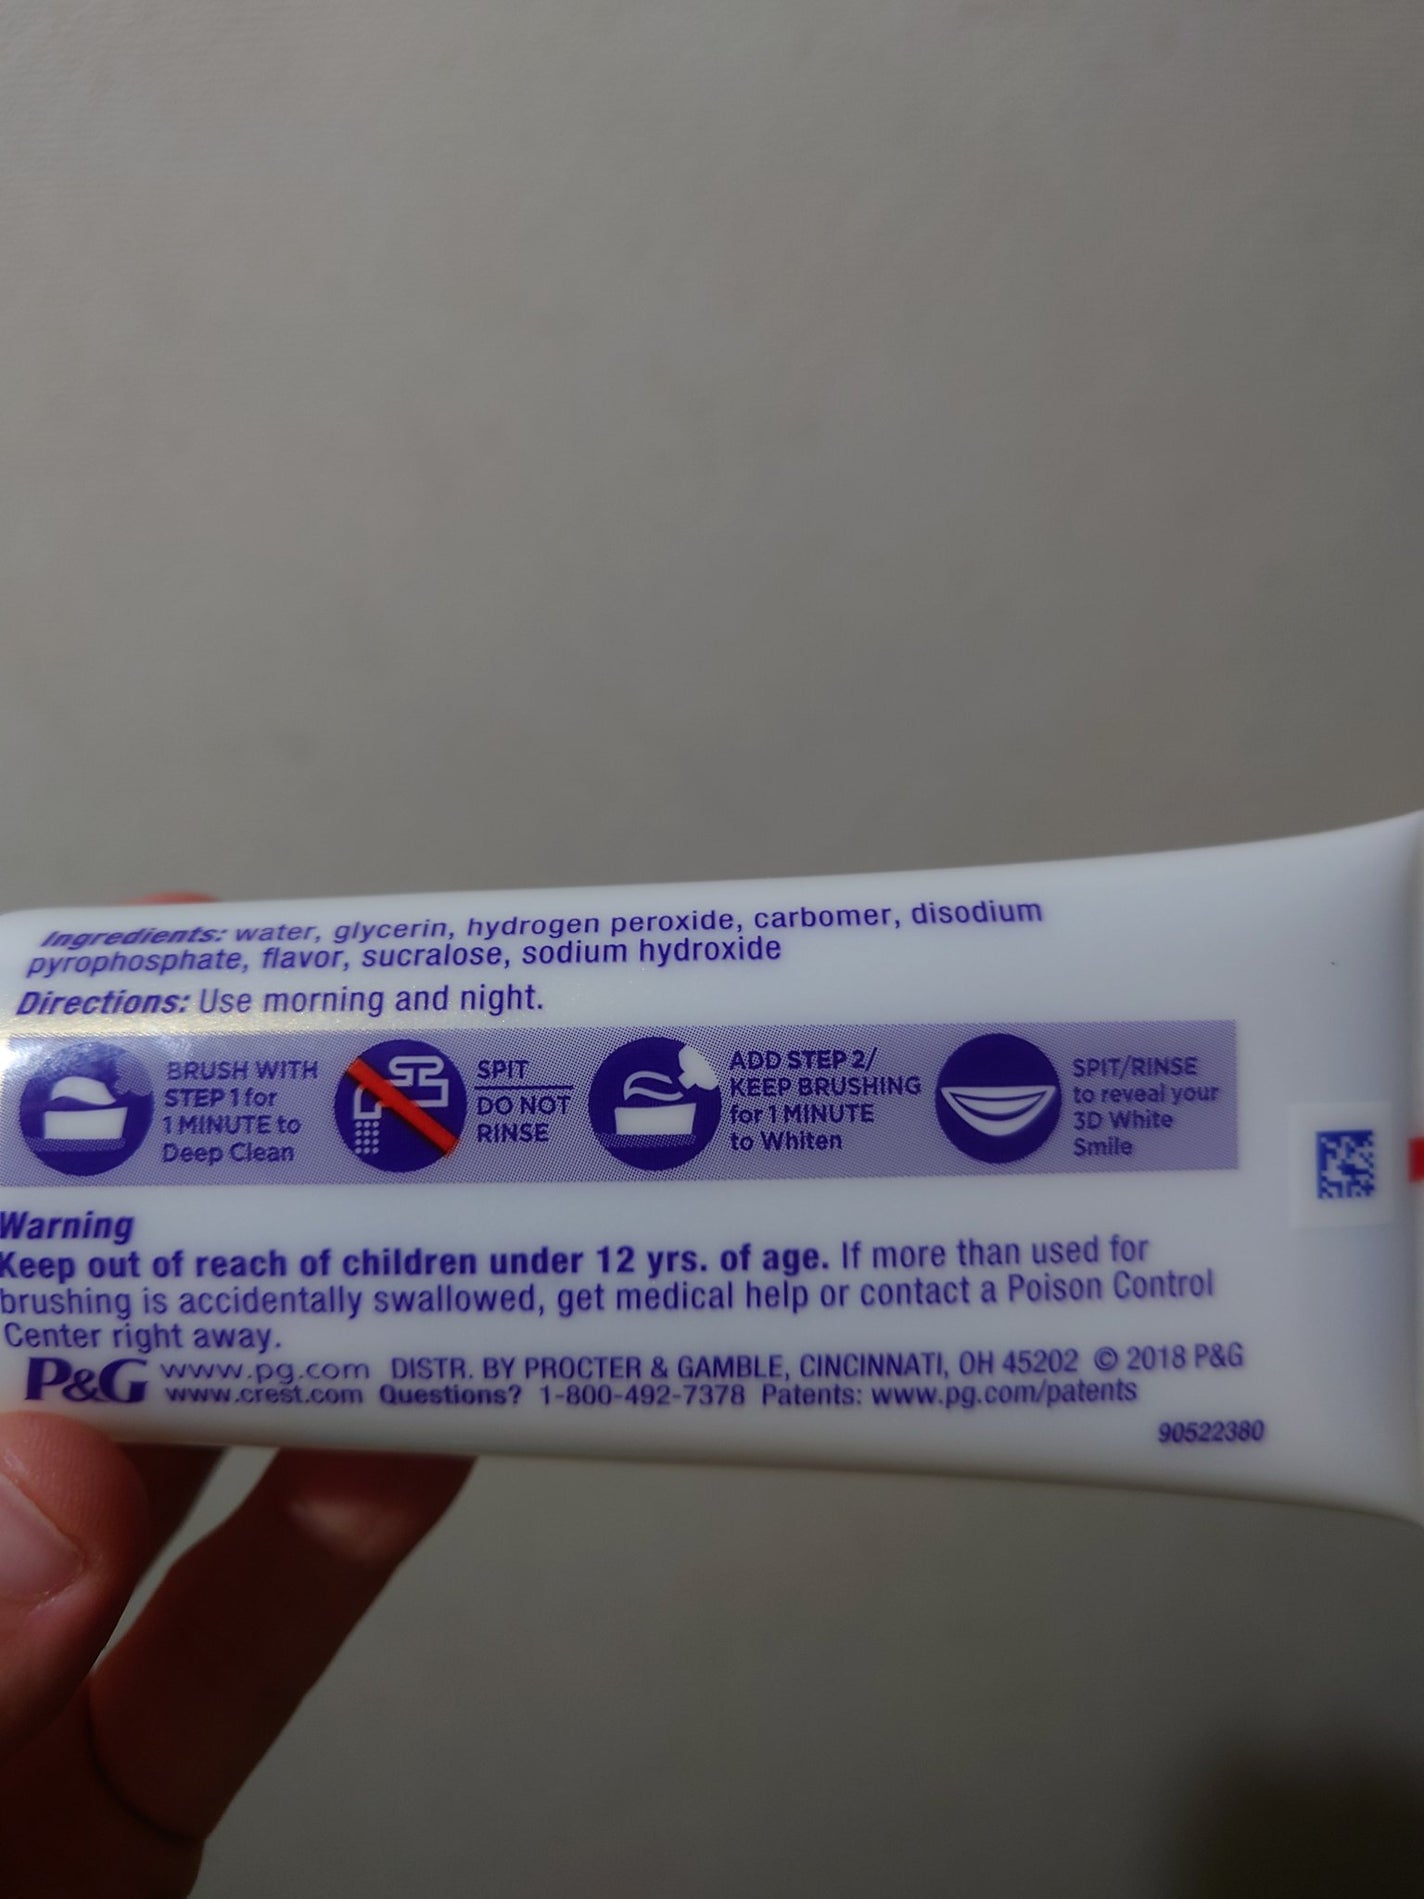 Ingredients: water, glycerin, hydrogen peroxide, carbomer, disodium
pyrophosphate, flavor, sucralose, sodium hydroxide
Directions: Use morning and night.
BRUSH WITH
STEP 1 for
1 MINUTE to
Deep Clean
SPIT
DO NOT
RINSE
ADD STEP 2/
KEEP BRUSHING
for 1 MINUTE
to Whiten
SPIT/RINSE
to reveal your
3D White
Smile
Warning
Keep out of reach of children under 12 yrs. of age. If more than used for
brushing is accidentally swallowed, get medical help or contact a Poison Control
Center right away.
P&G www.pg.com DISTR. BY PROCTER & GAMBLE, CINCINNATI, OH 45202 © 2018 P&G
www.crest.com Questions? 1-800-492-7378 Patents: www.pg.com/patents
90522380